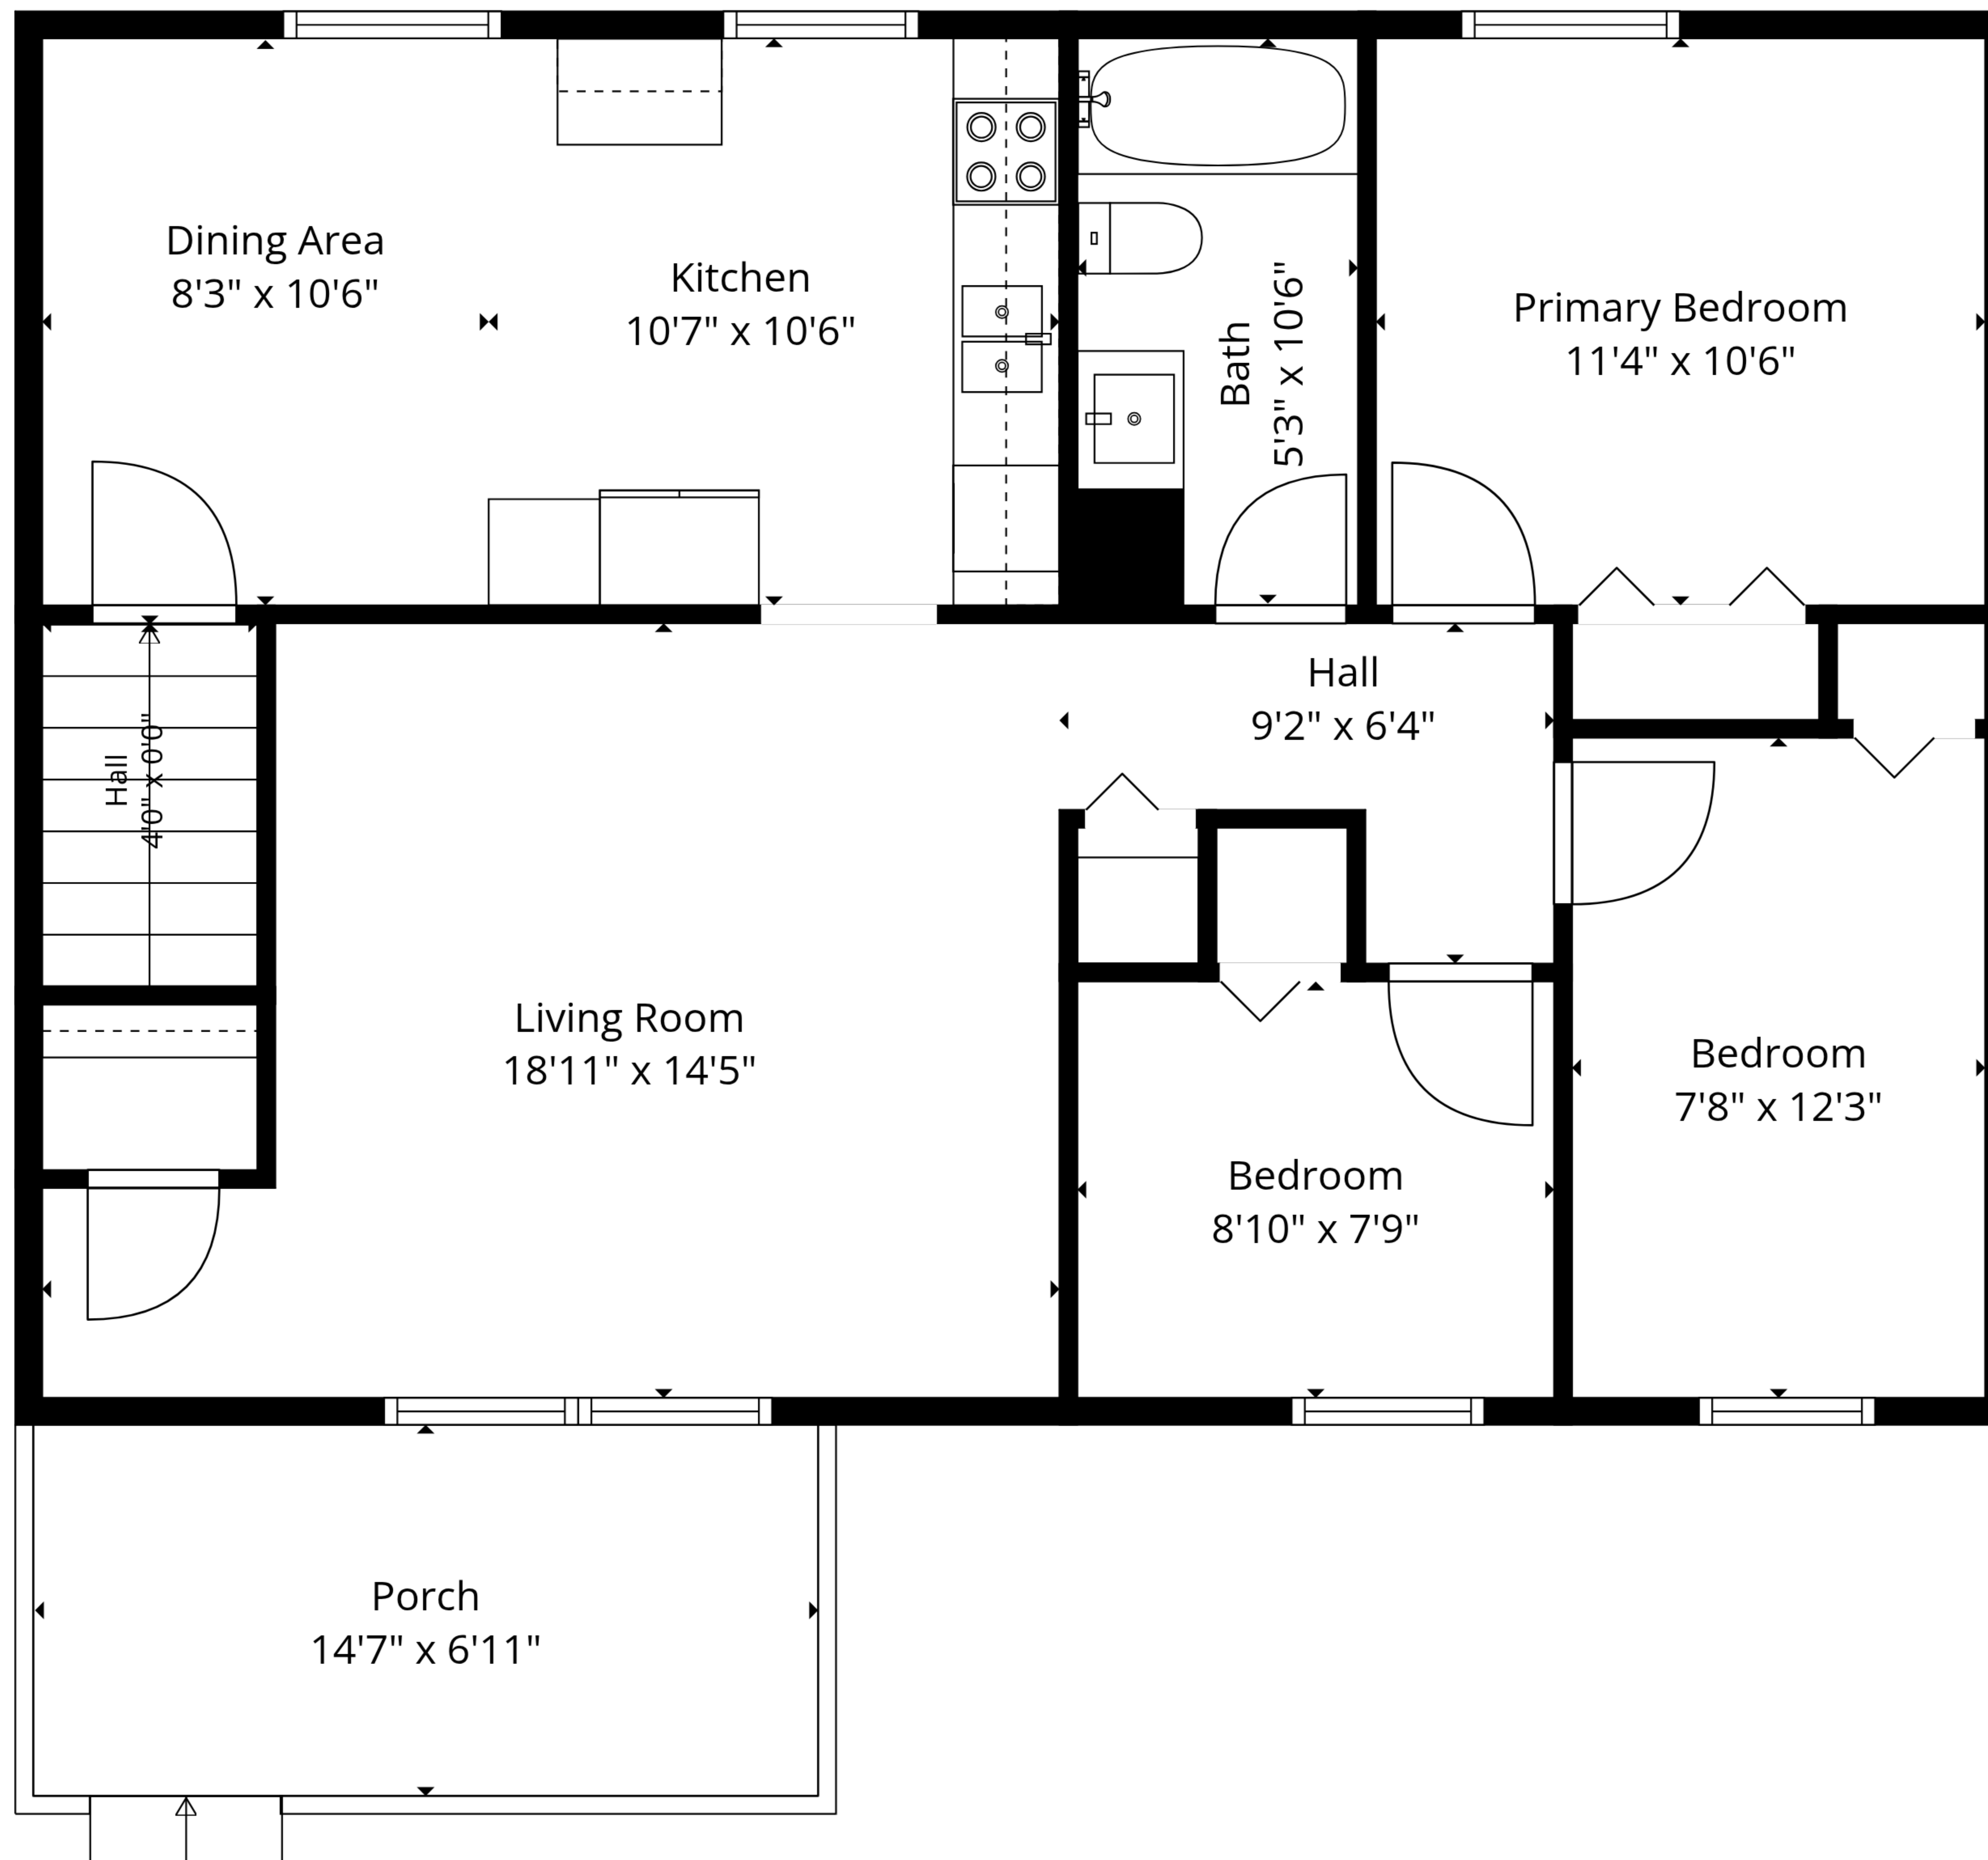 Dining Area
8'3" x 10'6"
Kitchen
10'7" x 10'6"
Bath
5'3" x 10'6"
Primary Bedroom
11'4" x 10'6"
Hall
9'2" x 6'4"
Hall
4'0" x 0'0"
Living Room
18'11" x 14'5"
Bedroom
7'8" x 12'3"
Bedroom
8'10" x 7'9"
Porch
14'7" x 6'11"